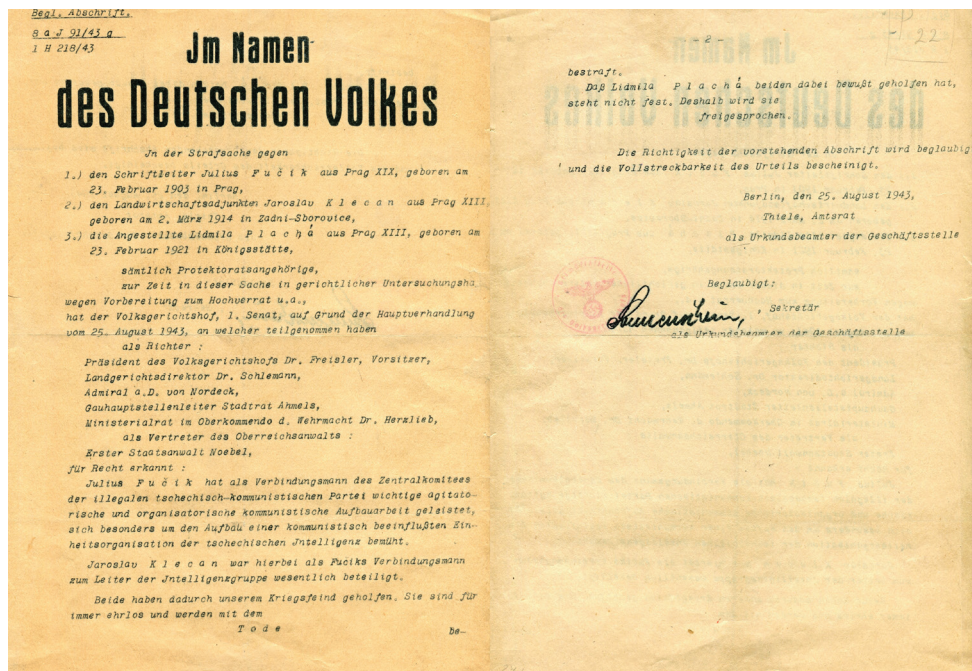 Begl. Abschrift.
8 a J 91/43 g
1 H 218/43
Jm Namen
des Deutschen Volkes
Jn der Strafsache gegen
1.) den Schriftleiter Julius F u č i k aus Prag XIX, geboren am
23. Februar 1903 in Prag,
2.) den Landwirtschaftsadjunkten Jaroslav K l e c a n aus Prag XIII,
geboren am 2. März 1914 in Zadni-Sborovice,
3.) die Angestellte Lidmila P l a c h á aus Prag XIII, geboren am
23. Februar 1921 in Königsstätte,
sämtlich Protektoratsangehörige,
zur Zeit in dieser Sache in gerichtlicher Untersuchungsha
wegen Vorbereitung zum Hochverrat u.a.,
hat der Volksgerichtshof, 1. Senat, auf Grund der Hauptverhandlung
vom 25. August 1943, an welcher teilgenommen haben
als Richter :
Präsident des Volksgerichtshofs Dr. Freisler, Vorsitzer,
Landgerichtsdirektor Dr. Schlemann,
Admiral a.D. von Nordeck,
Gauhauptstellenleiter Stadtrat Ahmels,
Ministerialrat im Oberkommendo d. Wehrmacht Dr. Herzlieb,
als Vertreter des Oberreichsanwalts :
Erster Staatsanwalt Noebel,
für Recht erkannt :
Julius F u č i k hat als Verbindungsmann des Zentralkomitees
der illegalen tschechisch-kommunistischen Partei wichtige agitato-
rische und organisatorische kommunistische Aufbauarbeit geleistet,
sich besonders um den Aufbau einer kommunistisch beeinflußten Ein-
heitsorganisation der tschechischen Jntelligenz bemüht.
Jaroslav K l e c a n war hierbei als Fučiks Verbindungsmann
zum Leiter der Jntelligenzgruppe wesentlich beteiligt.
Beide haben dadurch unserem Kriegsfeind geholfen. Sie sind für
immer ehrlos und werden mit dem
T o d e be-
- 2 -
22
bestraft.
Daß Lidmila P l a c h á beiden dabei bewußt geholfen hat,
steht nicht fest. Deshalb wird sie
freigesprochen.
Die Richtigkeit der vorstehenden Abschrift wird beglaubig
und die Vollstreckbarkeit des Urteils bescheinigt.
Berlin, den 25. August 1943,
Thiele, Amtsrat
als Urkundsbeamter der Geschäftsstelle
Beglaubigt:
, Sekretär
als Urkundsbeamter der Geschäftsstelle